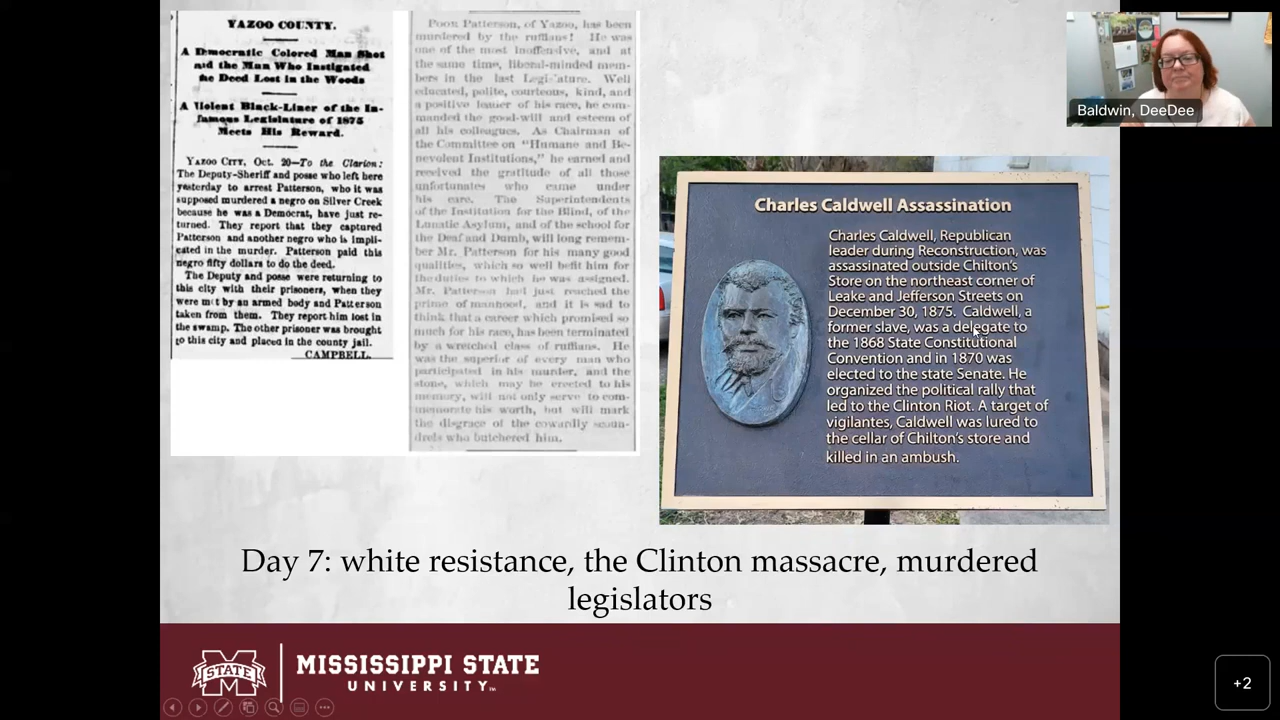 YAZOO COUNTY.
A Democratic Colored Man Shot
and the Man Who Instigated
the Deed Lost in the Woods
A Violent Black-Liner of the In-
famous Legislature of 1875
Meets His Reward.
YAZOO CITY, Oct. 20—To the Clarion:
The Deputy-Sheriff and posse who left here
yesterday to arrest Patterson, who it was
supposed murdered a negro on Silver Creek
because he was a Democrat, have just re-
turned. They report that they captured
Patterson and another negro who is impli-
cated in the murder. Patterson paid this
negro fifty dollars to do the deed.
The Deputy and posse were returning to
this city with their prisoners, when they
were met by an armed body and Patterson
taken from them. They report him lost in
the swamp. The other prisoner was brought
to this city and placed in the county jail.
CAMPBELL.
POOR Patterson, of Yazoo, has been
murdered by the ruffians! He was
one of the most inoffensive, and at
the same time, liberal-minded mem-
bers in the last Legislature. Well
educated, polite, courteous, kind, and
a positive lover of his race, he com-
manded the good-will and esteem of
all his colleagues. As Chairman of
the Committee on "Humane and Be-
nevolent Institutions," he earned and
received the gratitude of all those
unfortunates who came under
his care. The Superintendents
of the Institution for the Blind, of the
Lunatic Asylum, and of the school for
the Deaf and Dumb, will long remem-
ber Mr. Patterson for his many good
qualities, which so well befit him for
the duties to which he was assigned.
Mr. Patterson had just reached the
prime of manhood, and it is sad to
think that a career which promised so
much for his race, has been terminated
by a wretched class of ruffians. He
was the superior of every man who
participated in his murder, and the
stone, which may be erected to his
memory, will not only serve to com-
memorate his worth, but will mark
the disgrace of the cowardly scoun-
drels who butchered him.
Charles Caldwell Assassination
Charles Caldwell, Republican
leader during Reconstruction, was
assassinated outside Chilton's
Store on the northeast corner of
Leake and Jefferson Streets on
December 30, 1875. Caldwell, a
former slave, was a delegate to
the 1868 State Constitutional
Convention and in 1870 was
elected to the state Senate. He
organized the political rally that
led to the Clinton Riot. A target of
vigilantes, Caldwell was lured to
the cellar of Chilton's store and
killed in an ambush.
Baldwin, DeeDee
Day 7: white resistance, the Clinton massacre, murdered
legislators
STATE
MISSISSIPPI STATE
UNIVERSITY™
+2